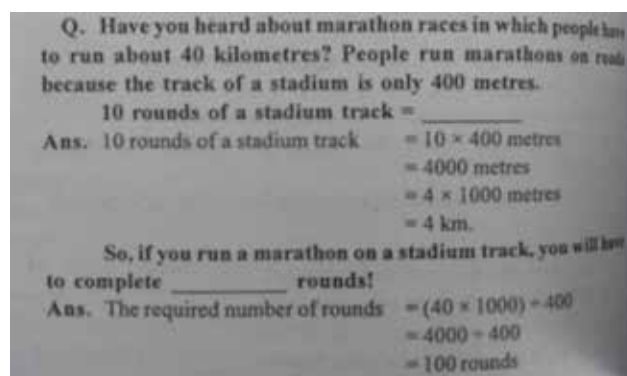 Q. Have you heard about marathon races in which people have
to run about 40 kilometres? People run marathons on roads
because the track of a stadium is only 400 metres.
10 rounds of a stadium track = ________
Ans. 10 rounds of a stadium track = 10 × 400 metres
= 4000 metres
= 4 × 1000 metres
= 4 km.
So, if you run a marathon on a stadium track, you will have
to complete ________ rounds!
Ans. The required number of rounds = (40 × 1000) ÷ 400
= 4000 ÷ 400
= 100 rounds